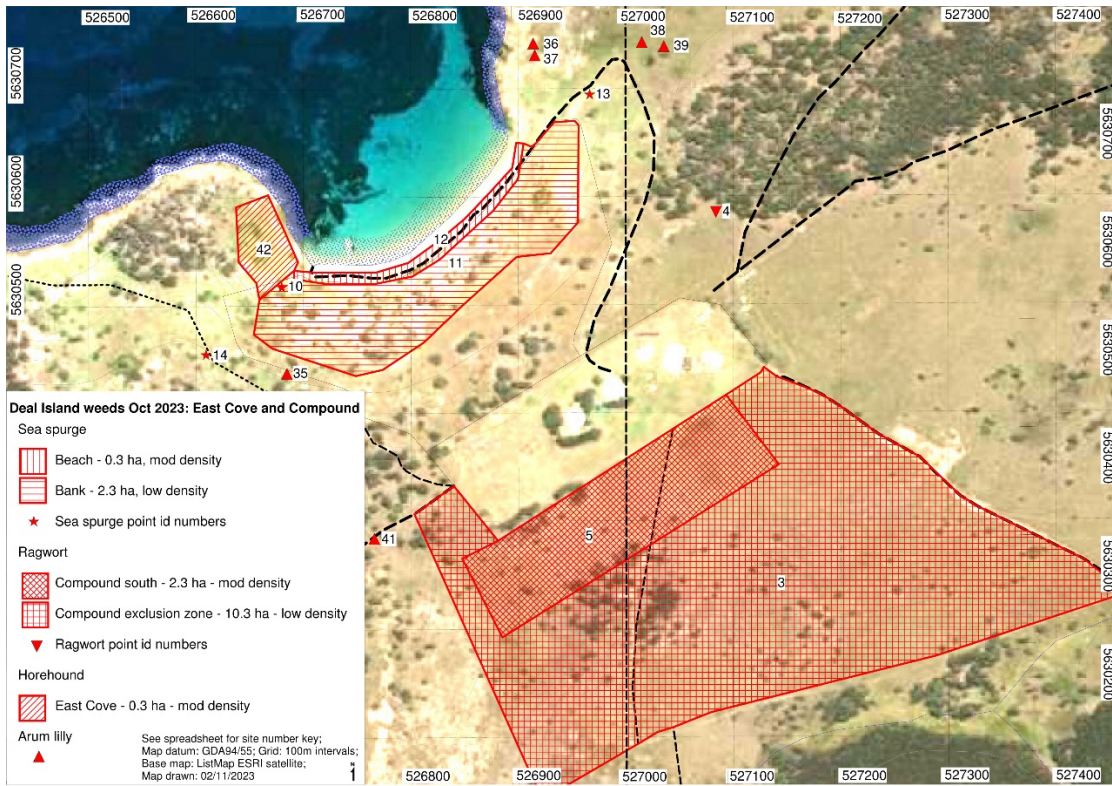 526500
526600
526700
526800
526900
527000
527100
527200
527300
527400
5630700
5630600
5630500
5630700
5630600
5630500
5630400
5630300
5630200
36
37
38
39
13
4
12
11
42
10
14
35
41
5
3
Deal Island weeds Oct 2023: East Cove and Compound
Sea spurge
Beach - 0.3 ha, mod density
Bank - 2.3 ha, low density
Sea spurge point id numbers
Ragwort
Compound south - 2.3 ha - mod density
Compound exclusion zone - 10.3 ha - low density
Ragwort point id numbers
Horehound
East Cove - 0.3 ha - mod density
Arum lilly
See spreadsheet for site number key;
Map datum: GDA94/55; Grid: 100m intervals;
Base map: ListMap ESRI satellite;
Map drawn: 02/11/2023
N
526800
526900
527000
527100
527200
527300
527400